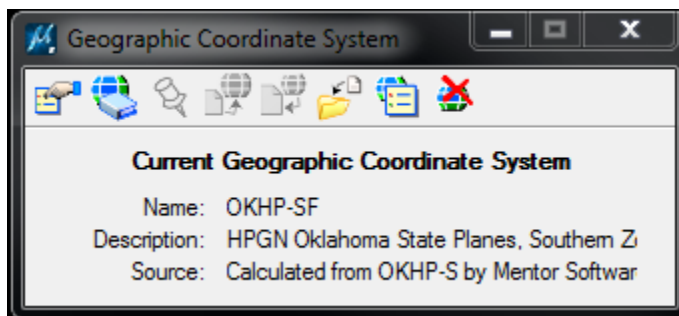 Geographic Coordinate System
Current Geographic Coordinate System
Name: OKHP-SF
Description: HPGN Oklahoma State Planes, Southern Z
Source: Calculated from OKHP-S by Mentor Softwar